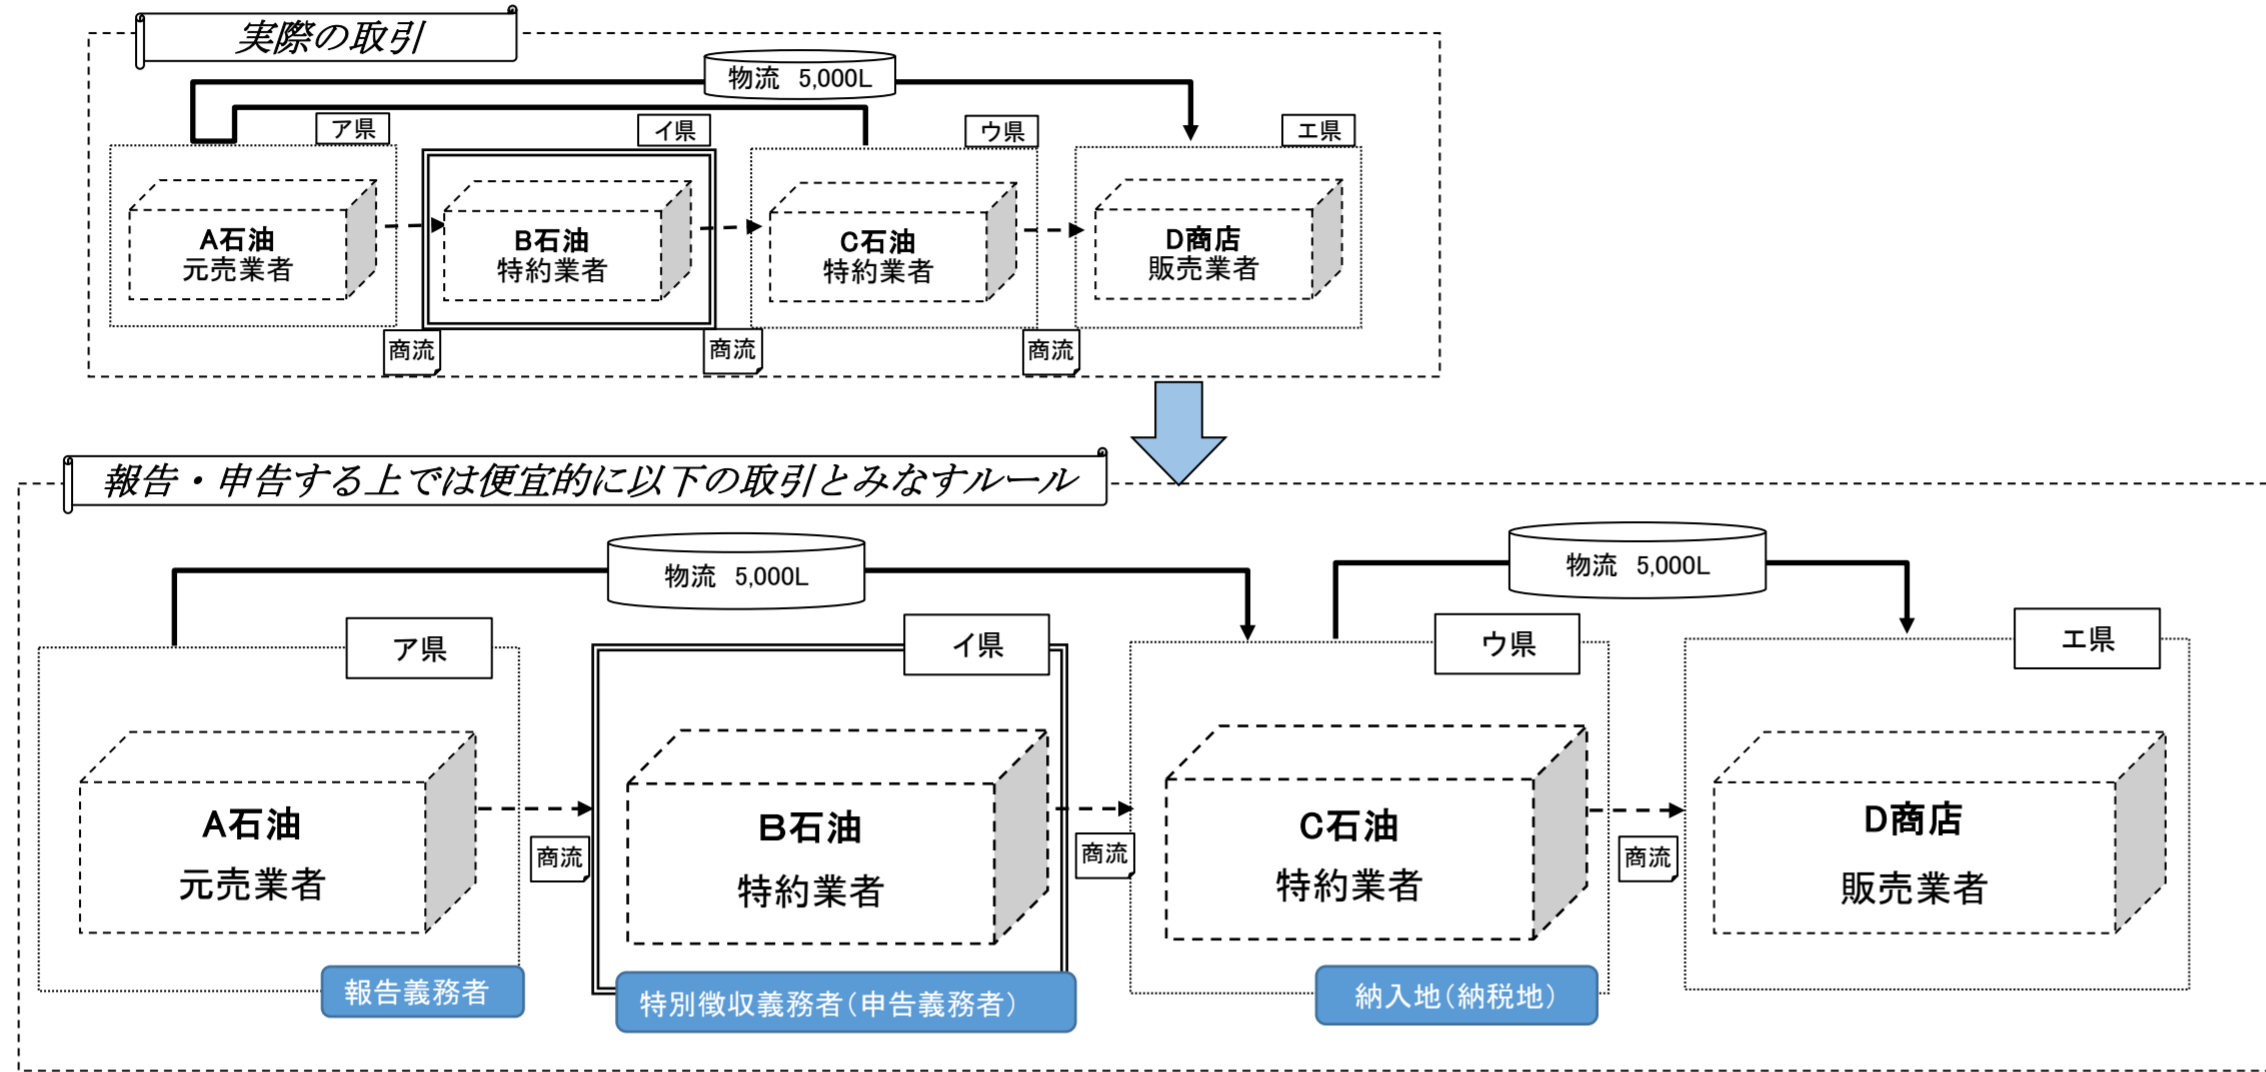 実際の取引
物流 5,000L
ア県
イ県
ウ県
エ県
A石油
元売業者
B石油
特約業者
C石油
特約業者
D商店
販売業者
商流
商流
商流
報告・申告する上では便宜的に以下の取引とみなすルール
物流 5,000L
物流 5,000L
ア県
イ県
ウ県
エ県
A石油
元売業者
B石油
特約業者
C石油
特約業者
D商店
販売業者
商流
商流
商流
報告義務者
特別徴収義務者(申告義務者)
納入地(納税地)